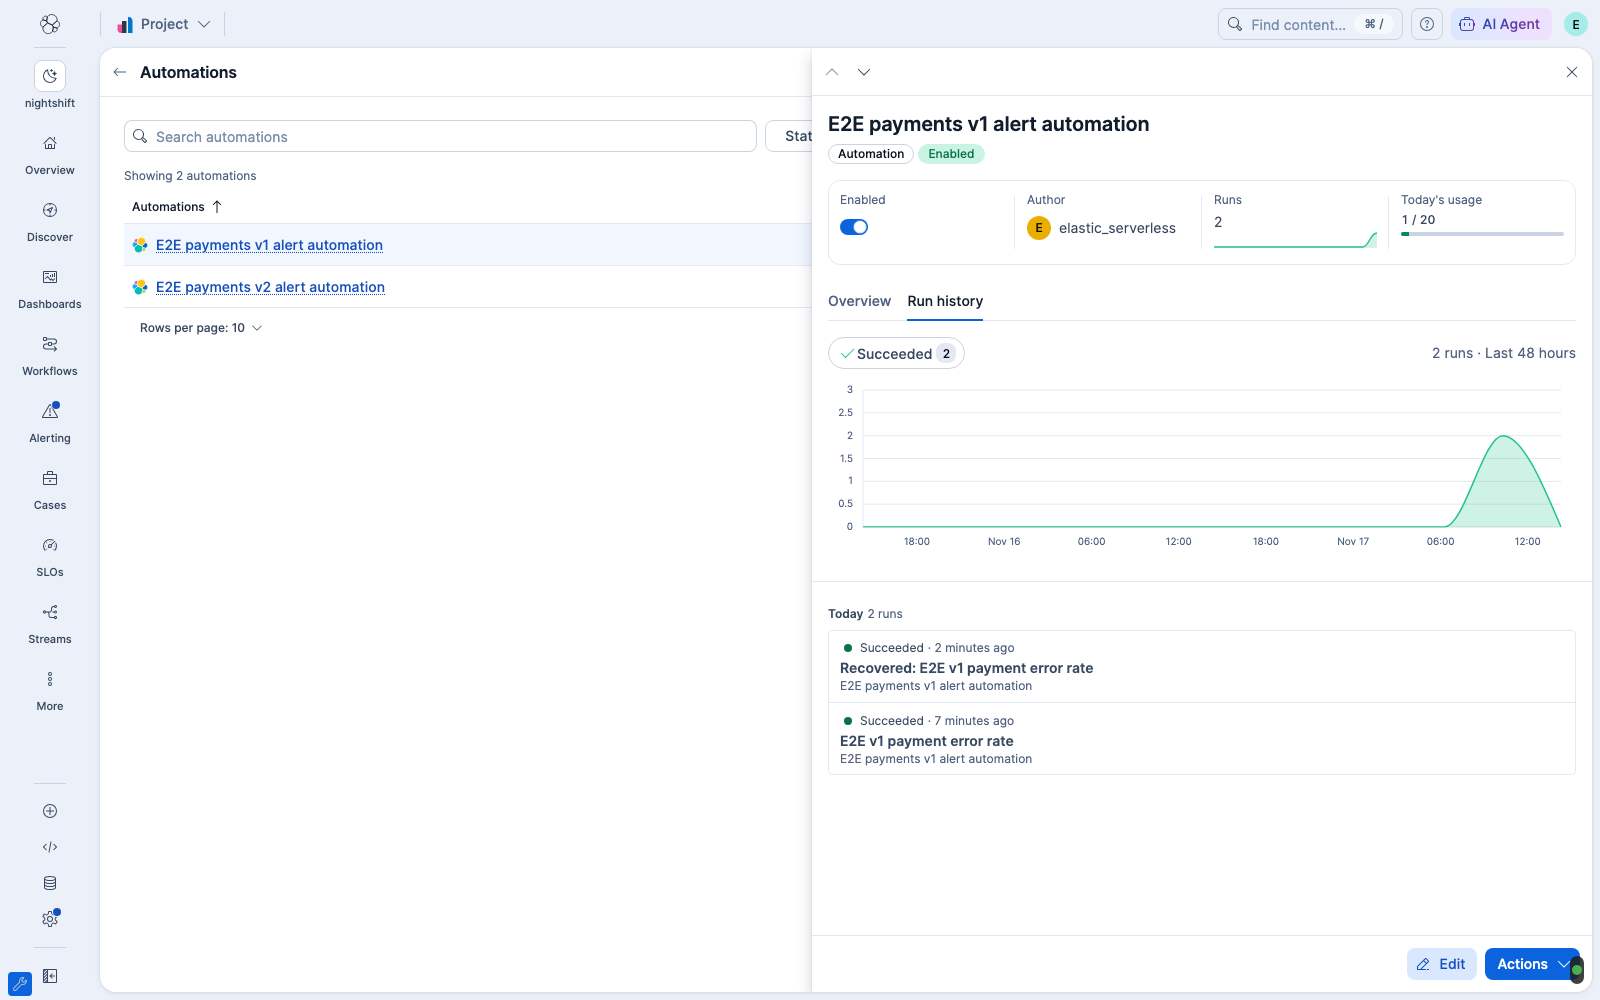 Project
Find content...
⌘ /
AI Agent
E
nightshift
Overview
Discover
Dashboards
Workflows
Alerting
Cases
SLOs
Streams
More
Automations
Search automations
Stat
Showing 2 automations
Automations
E2E payments v1 alert automation
E2E payments v2 alert automation
Rows per page: 10
E2E payments v1 alert automation
Automation
Enabled
Enabled
Author
E
elastic_serverless
Runs
2
Today's usage
1 / 20
Overview
Run history
Succeeded 2
2 runs · Last 48 hours
3
2.5
2
1.5
1
0.5
0
18:00
Nov 16
06:00
12:00
18:00
Nov 17
06:00
12:00
Today 2 runs
Succeeded · 2 minutes ago
Recovered: E2E v1 payment error rate
E2E payments v1 alert automation
Succeeded · 7 minutes ago
E2E v1 payment error rate
E2E payments v1 alert automation
Edit
Actions